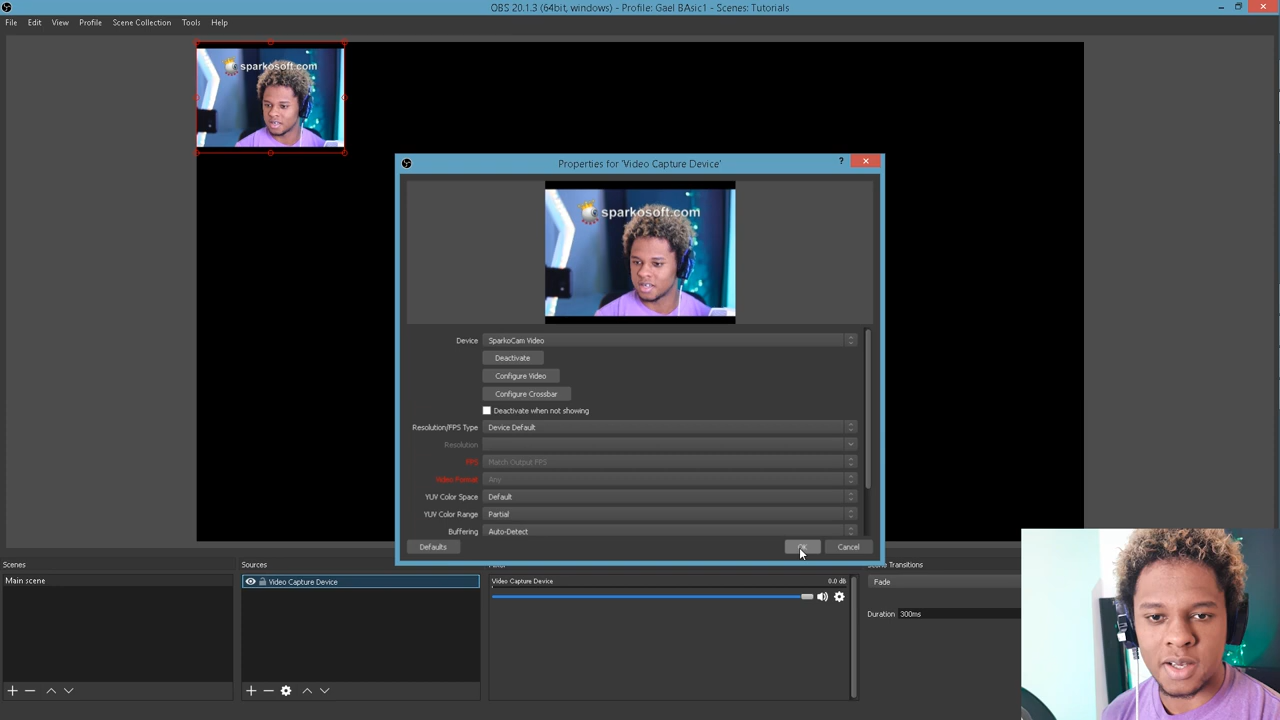 OBS 20.1.3 (64bit, windows) - Profile: Gael BAsic1 - Scenes: Tutorials
File Edit View Profile Scene Collection Tools Help
sparkosoft.com
Properties for 'Video Capture Device'
?
sparkosoft.com
Device SparkoCam Video
Deactivate
Configure Video
Configure Crossbar
Deactivate when not showing
Resolution/FPS Type Device Default
Resolution
FPS Match Output FPS
Video Format Any
YUV Color Space Default
YUV Color Range Partial
Buffering Auto-Detect
Defaults OK Cancel
Scenes
Main scene
Sources
Video Capture Device
Video Capture Device 0.0 dB
Scene Transitions
Fade
Duration 300ms